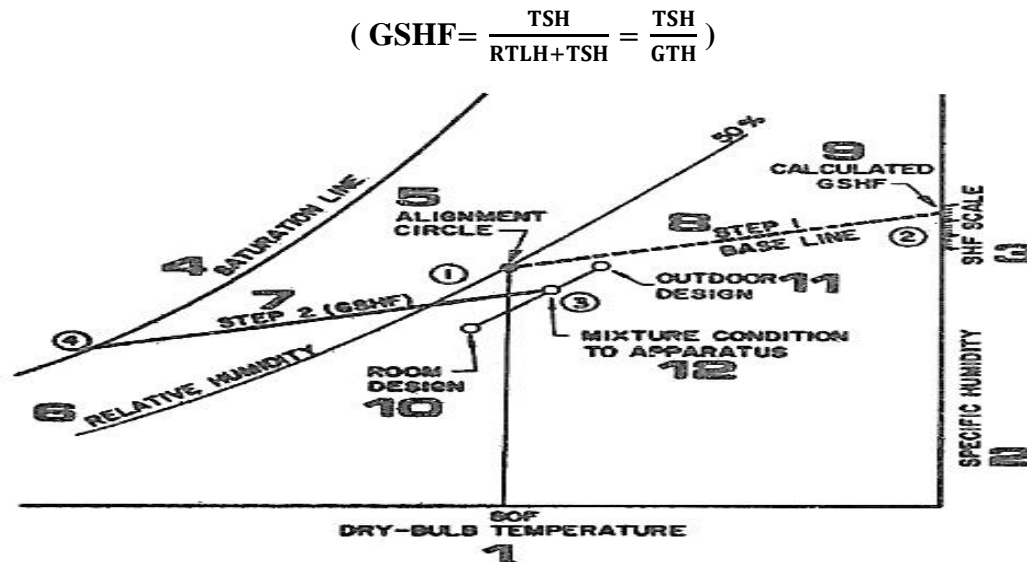 ( GSHF= TSH/RTLH+TSH = TSH/GTH )
50%
9
CALCULATED
GSHF
5
ALIGNMENT
CIRCLE
SHF SCALE
3
4 SATURATION LINE
8 STEP 1
BASE LINE
2
1
7
STEP 2 (GSHF)
OUTDOOR
DESIGN
11
3
4
MIXTURE CONDITION
TO APPARATUS
12
6 RELATIVE HUMIDITY
ROOM
DESIGN
10
SPECIFIC HUMIDITY
2
80F
DRY-BULB TEMPERATURE
1